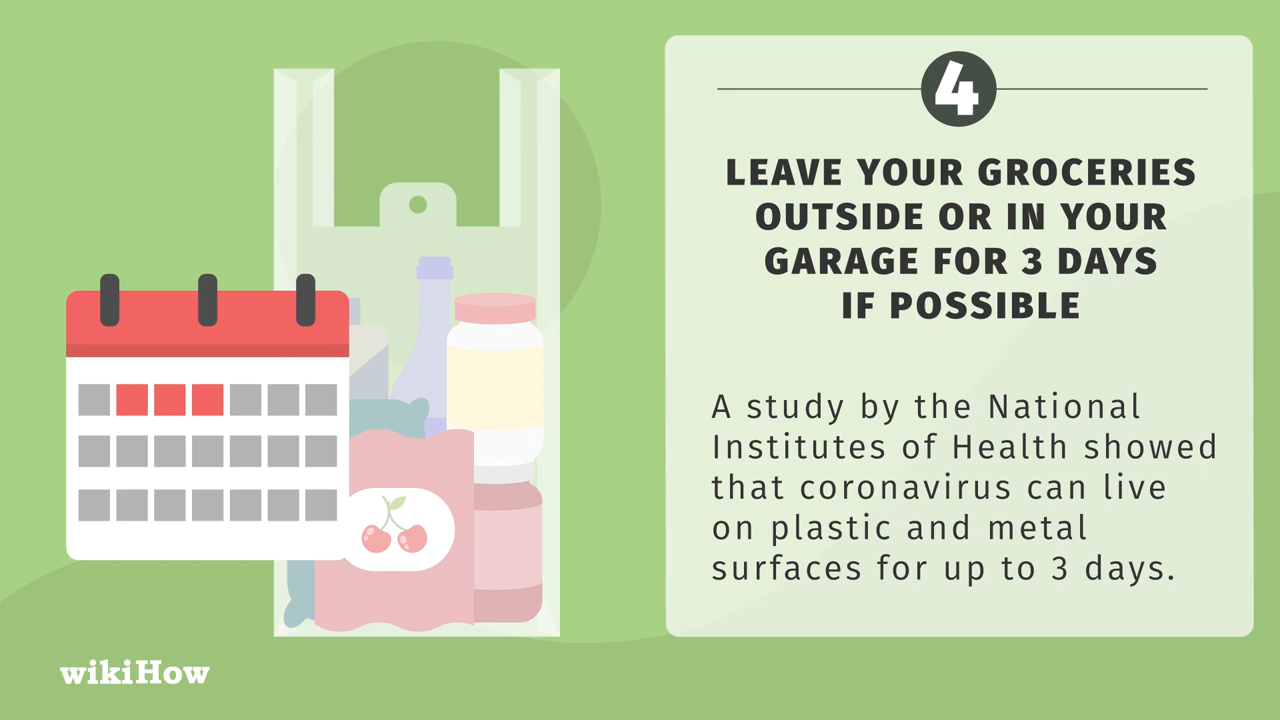 4
LEAVE YOUR GROCERIES
OUTSIDE OR IN YOUR
GARAGE FOR 3 DAYS
IF POSSIBLE
A study by the National
Institutes of Health showed
that coronavirus can live
on plastic and metal
surfaces for up to 3 days.
wikiHow